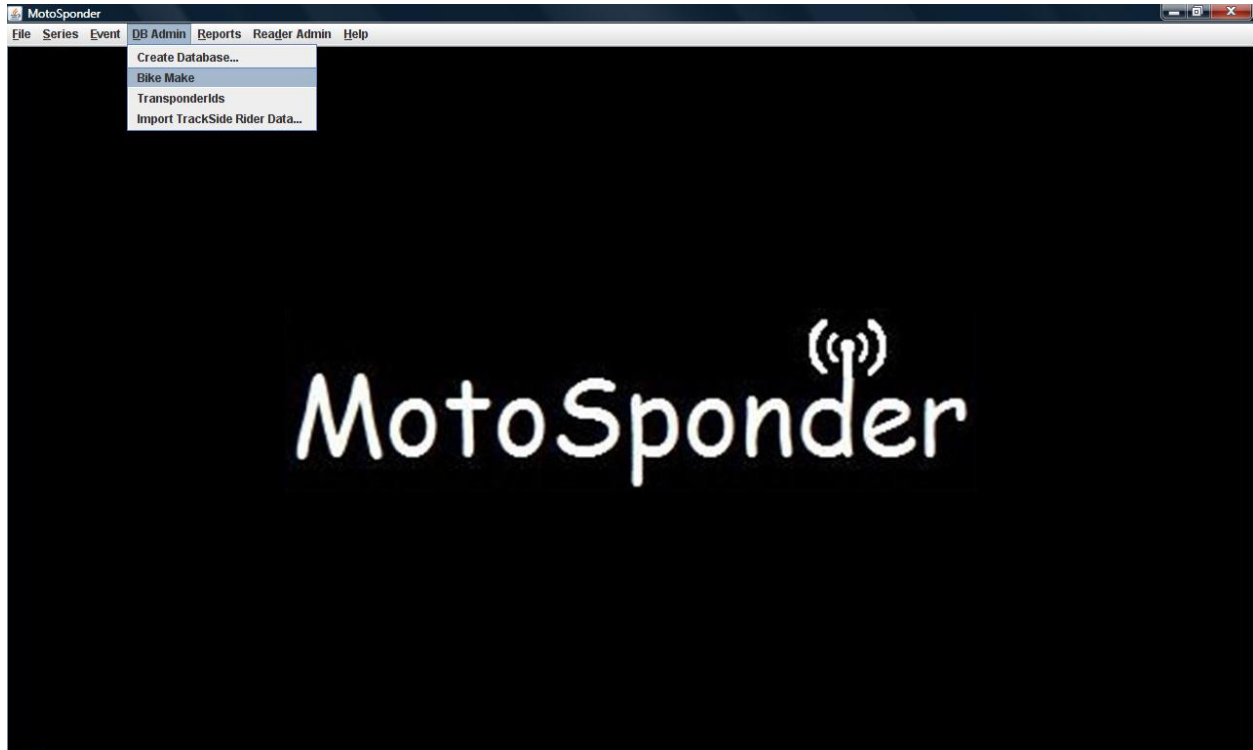 MotoSponder
File Series Event DB Admin Reports Reader Admin Help
Create Database...
Bike Make
TransponderIds
Import TrackSide Rider Data...
MotoSponder